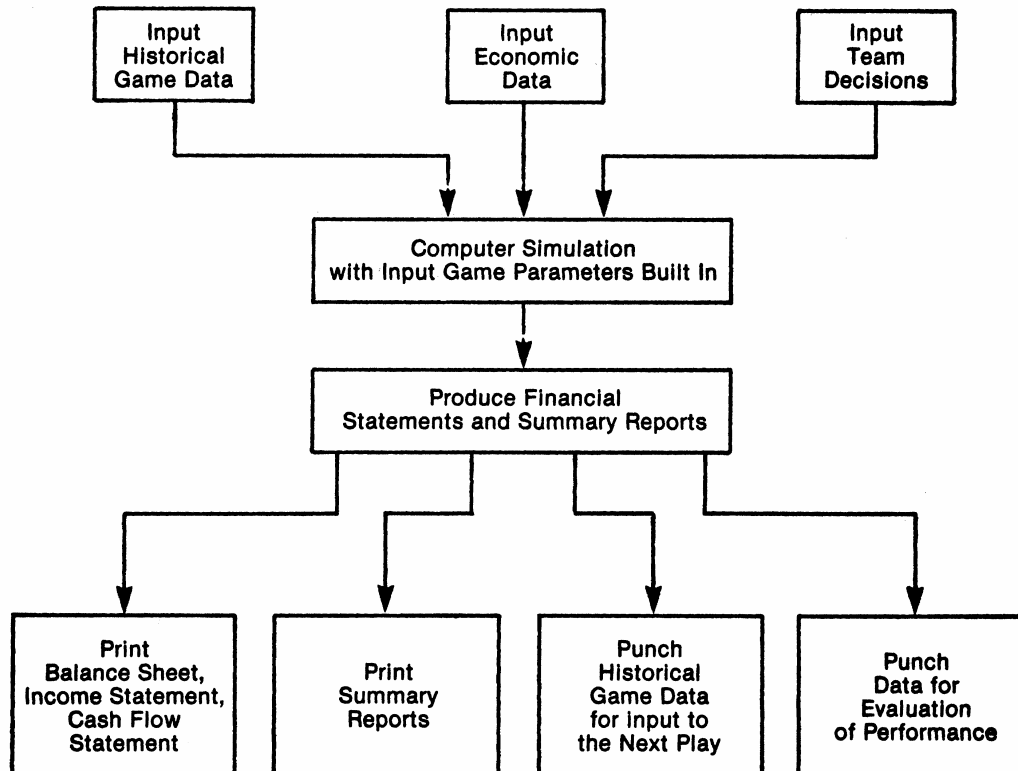 Input
Historical
Game Data
Input
Economic
Data
Input
Team
Decisions
Computer Simulation
with Input Game Parameters Built In
Produce Financial
Statements and Summary Reports
Print
Balance Sheet,
Income Statement,
Cash Flow
Statement
Print
Summary
Reports
Punch
Historical
Game Data
for input to
the Next Play
Punch
Data for
Evaluation
of Performance